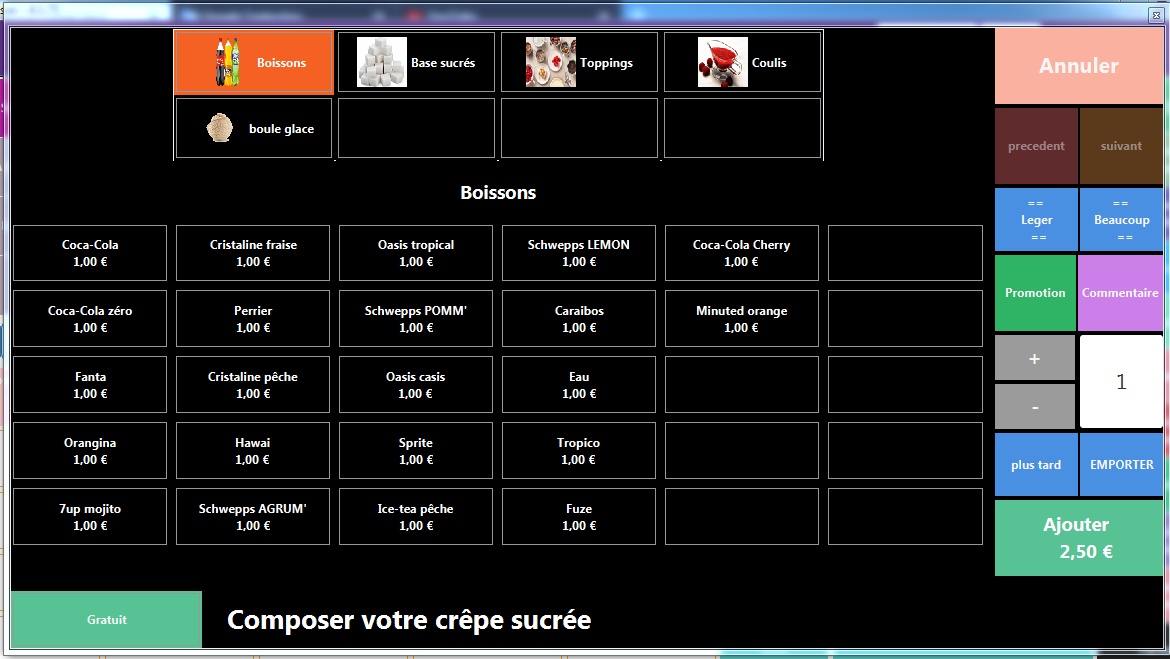 Boissons
Base sucrés
Toppings
Coulis
boule glace
Annuler
precedent
suivant
Boissons
==
Leger
==
==
Beaucoup
==
Coca-Cola
1,00 €
Cristaline fraise
1,00 €
Oasis tropical
1,00 €
Schwepps LEMON
1,00 €
Coca-Cola Cherry
1,00 €
Coca-Cola zéro
1,00 €
Perrier
1,00 €
Schwepps POMM'
1,00 €
Caraibos
1,00 €
Minuted orange
1,00 €
Promotion
Commentaire
Fanta
1,00 €
Cristaline pêche
1,00 €
Oasis casis
1,00 €
Eau
1,00 €
+
-
1
Orangina
1,00 €
Hawai
1,00 €
Sprite
1,00 €
Tropico
1,00 €
plus tard
EMPORTER
7up mojito
1,00 €
Schwepps AGRUM'
1,00 €
Ice-tea pêche
1,00 €
Fuze
1,00 €
Ajouter
2,50 €
Gratuit
Composer votre crêpe sucrée